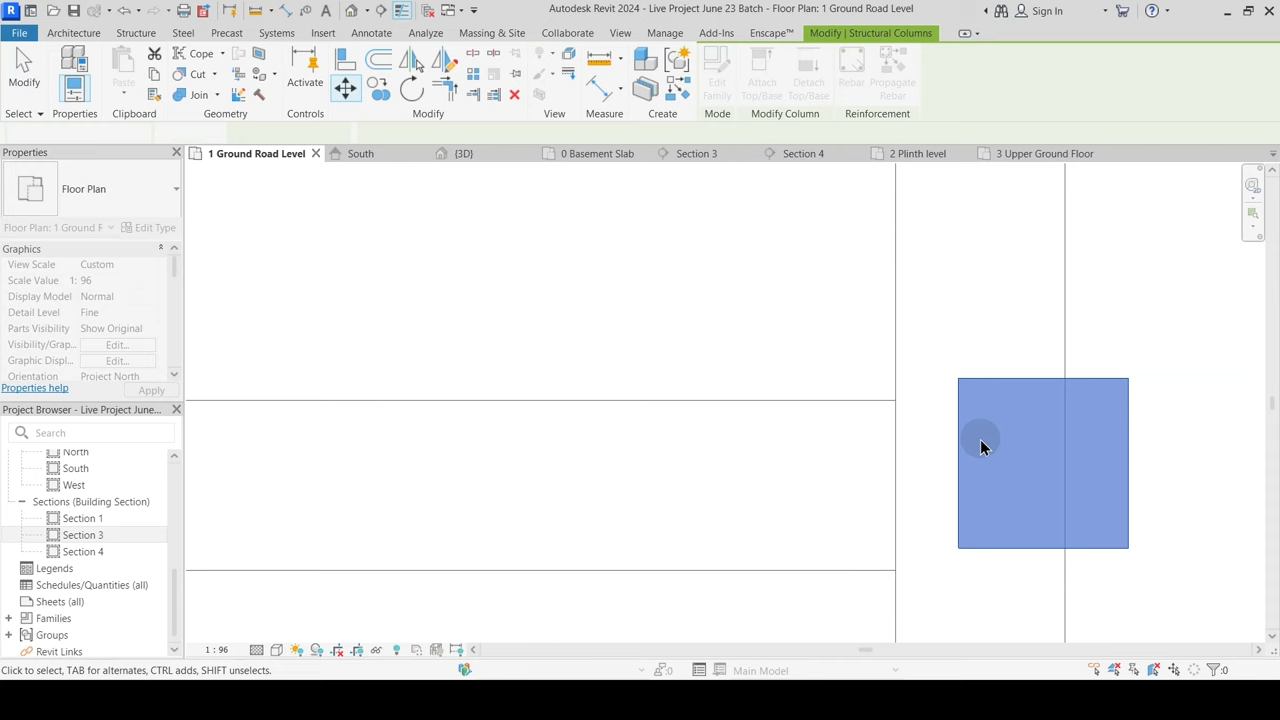 Autodesk Revit 2024 - Live Project June 23 Batch - Floor Plan: 1 Ground Road Level
Sign In
File
Architecture
Structure
Steel
Precast
Systems
Insert
Annotate
Analyze
Massing & Site
Collaborate
View
Manage
Add-Ins
Enscape™
Modify | Structural Columns
Modify
Paste
Cope
Cut
Join
Activate
Edit
Family
Attach
Top/Base
Detach
Top/Base
Rebar
Propagate
Rebar
Select
Properties
Clipboard
Geometry
Controls
Modify
View
Measure
Create
Mode
Modify Column
Reinforcement
Properties
1 Ground Road Level
South
{3D}
0 Basement Slab
Section 3
Section 4
2 Plinth level
3 Upper Ground Floor
Floor Plan
Floor Plan: 1 Ground F
Edit Type
Graphics
View Scale Custom
Scale Value 1: 96
Display Model Normal
Detail Level Fine
Parts Visibility Show Original
Visibility/Grap... Edit...
Graphic Displ... Edit...
Orientation Project North
Properties help
Apply
Project Browser - Live Project June...
Search
North
South
West
Sections (Building Section)
Section 1
Section 3
Section 4
Legends
Schedules/Quantities (all)
Sheets (all)
Families
Groups
Revit Links
1 : 96
Click to select, TAB for alternates, CTRL adds, SHIFT unselects.
:0
Main Model
:0